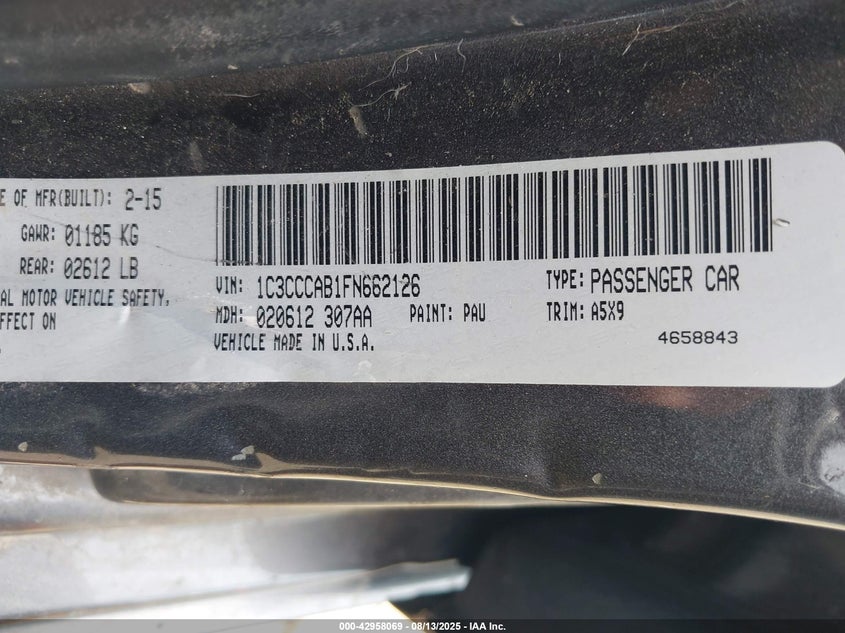 E OF MFR(BUILT): 2-15
GAWR: 01185 KG
REAR: 02612 LB
AL MOTOR VEHICLE SAFETY,
FFECT ON
VIN: 1C3CCCAB1FN662126
TYPE: PASSENGER CAR
MDH: 020612 307AA
PAINT: PAU
TRIM: A5X9
VEHICLE MADE IN U.S.A.
4658843
000-42958069 - 08/13/2025 - IAA Inc.